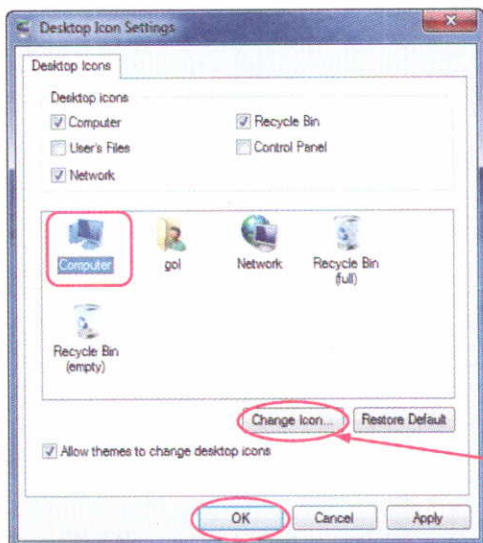 Desktop Icon Settings
Desktop Icons
Desktop icons
Computer
Recycle Bin
User's Files
Control Panel
Network
Computer
gol
Network
Recycle Bin
(full)
Recycle Bin
(empty)
Change Icon...
Restore Default
Allow themes to change desktop icons
OK
Cancel
Apply